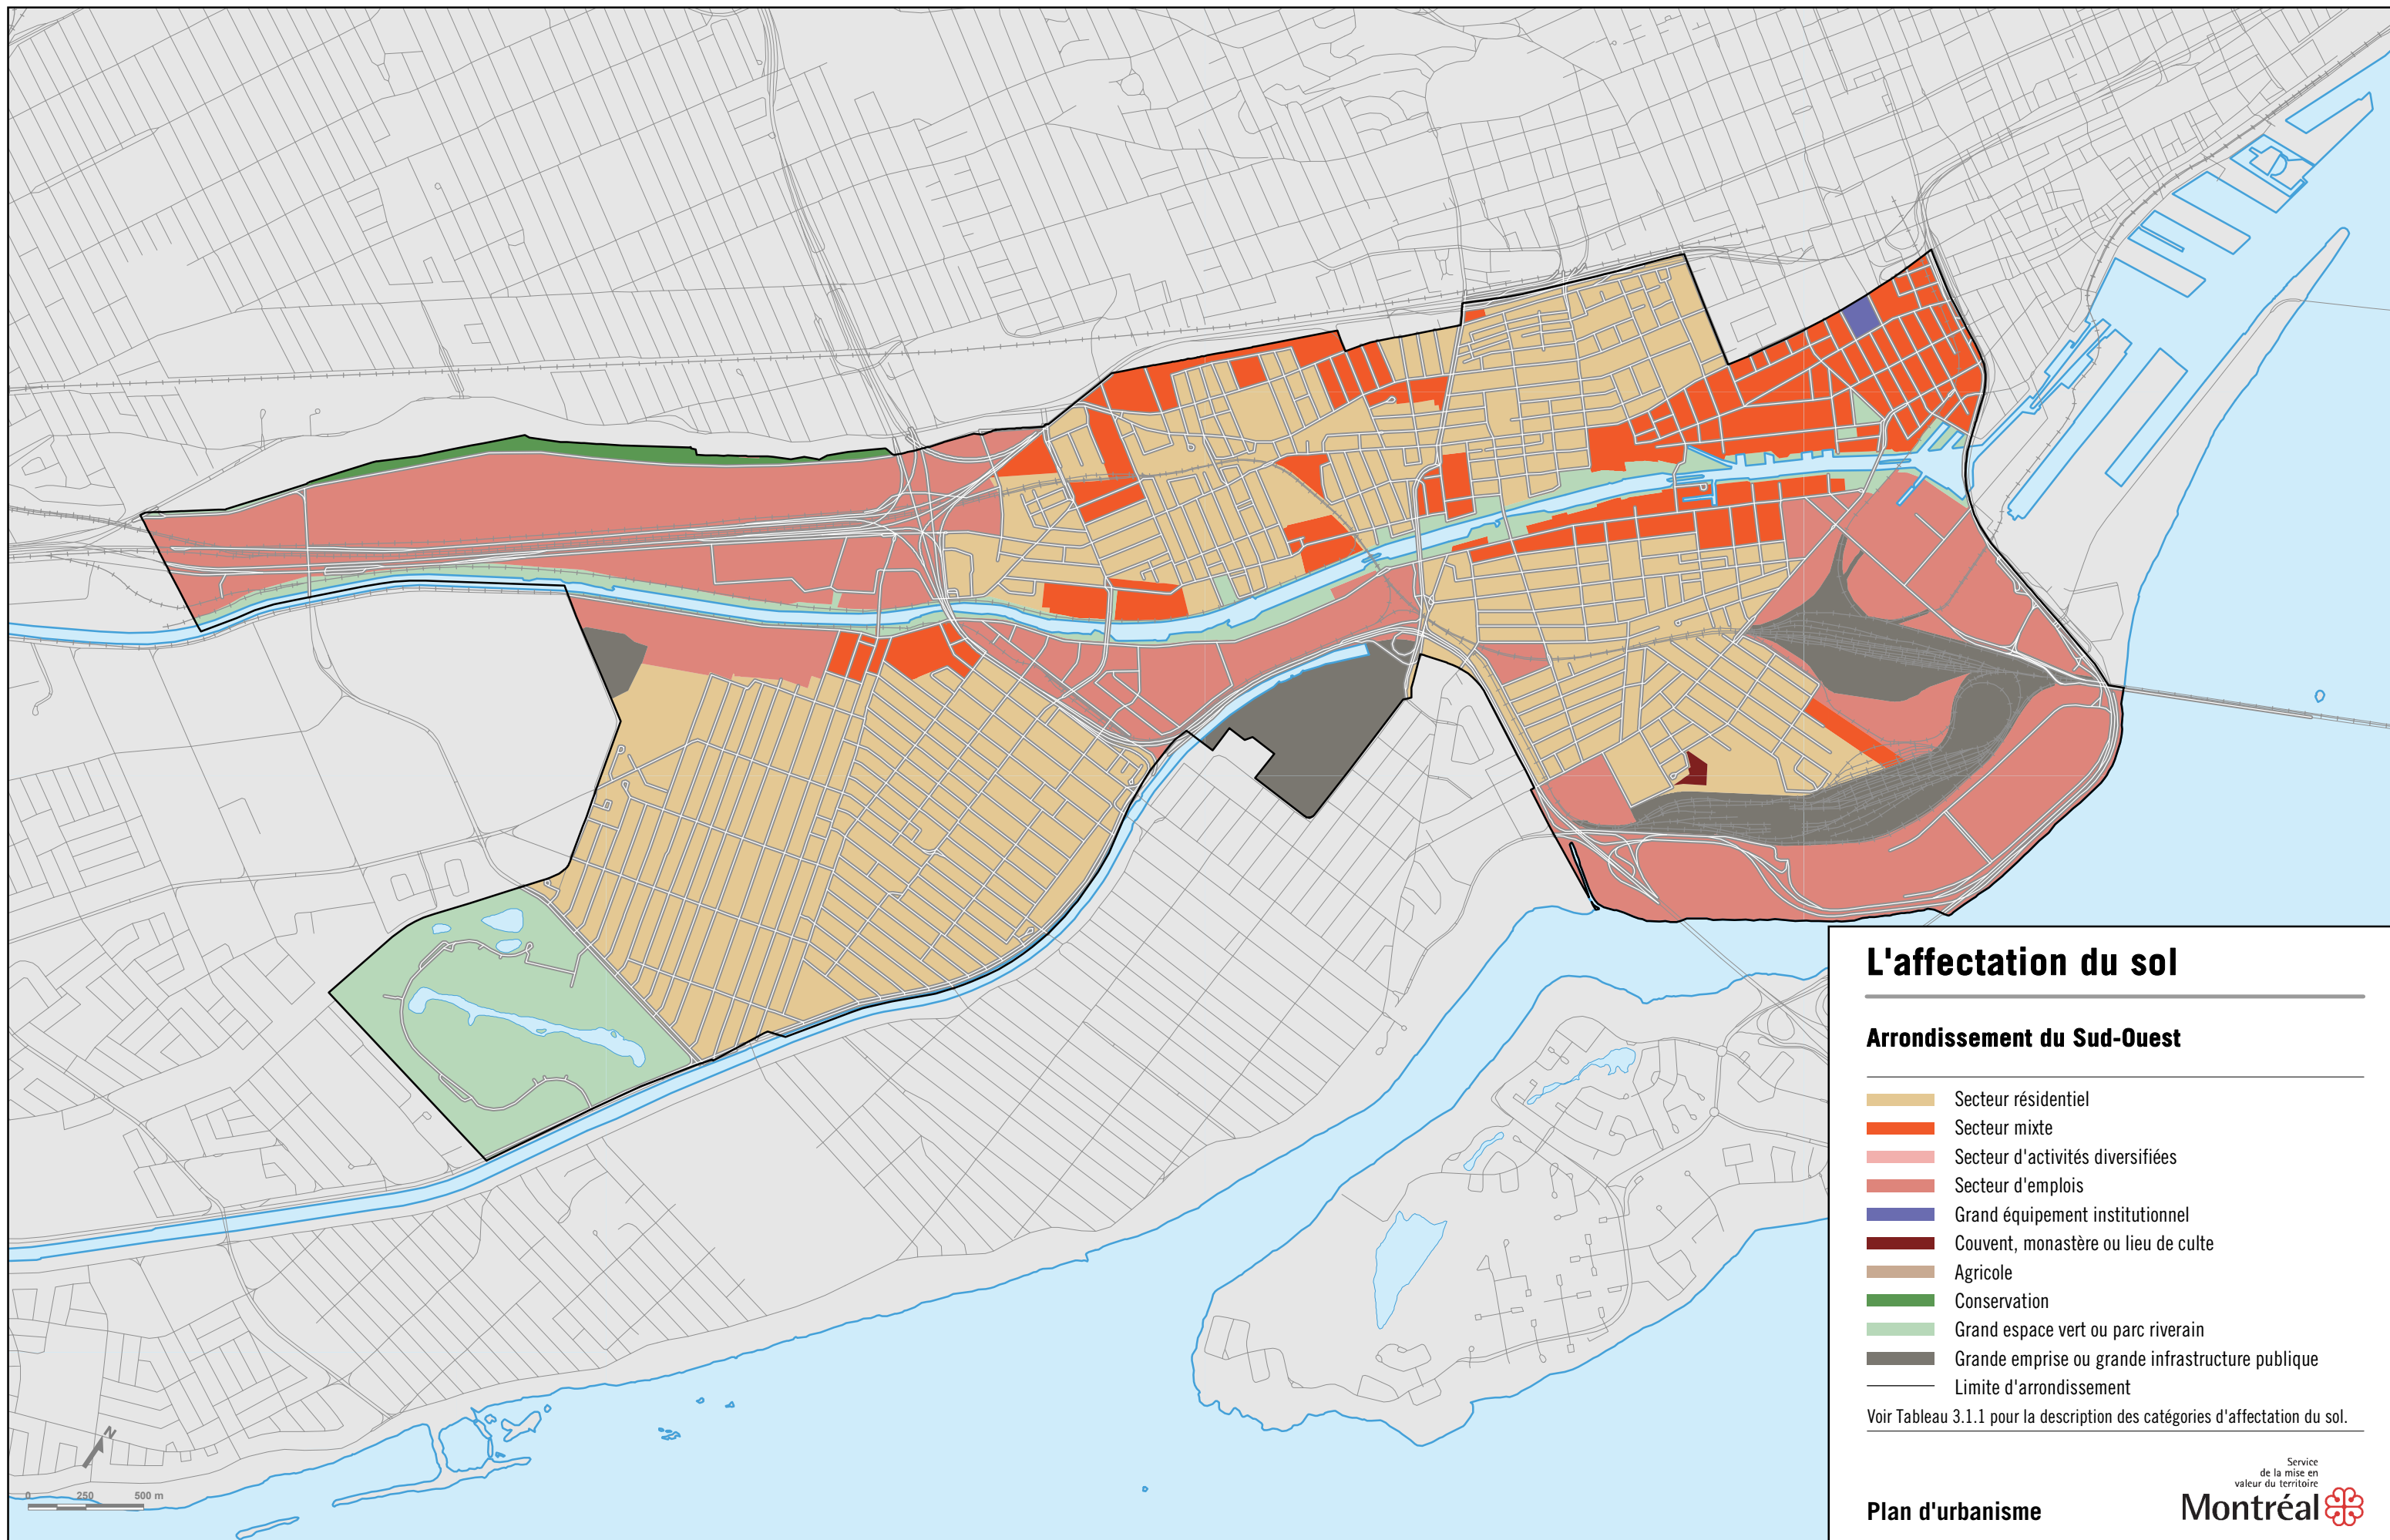 L'affectation du sol
Arrondissement du Sud-Ouest
Secteur résidentiel
Secteur mixte
Secteur d'activités diversifiées
Secteur d'emplois
Grand équipement institutionnel
Couvent, monastère ou lieu de culte
Agricole
Conservation
Grand espace vert ou parc riverain
Grande emprise ou grande infrastructure publique
Limite d'arrondissement
Voir Tableau 3.1.1 pour la description des catégories d'affectation du sol.
N
0 250 500 m
Service
de la mise en
valeur du territoire
Plan d'urbanisme
Montréal